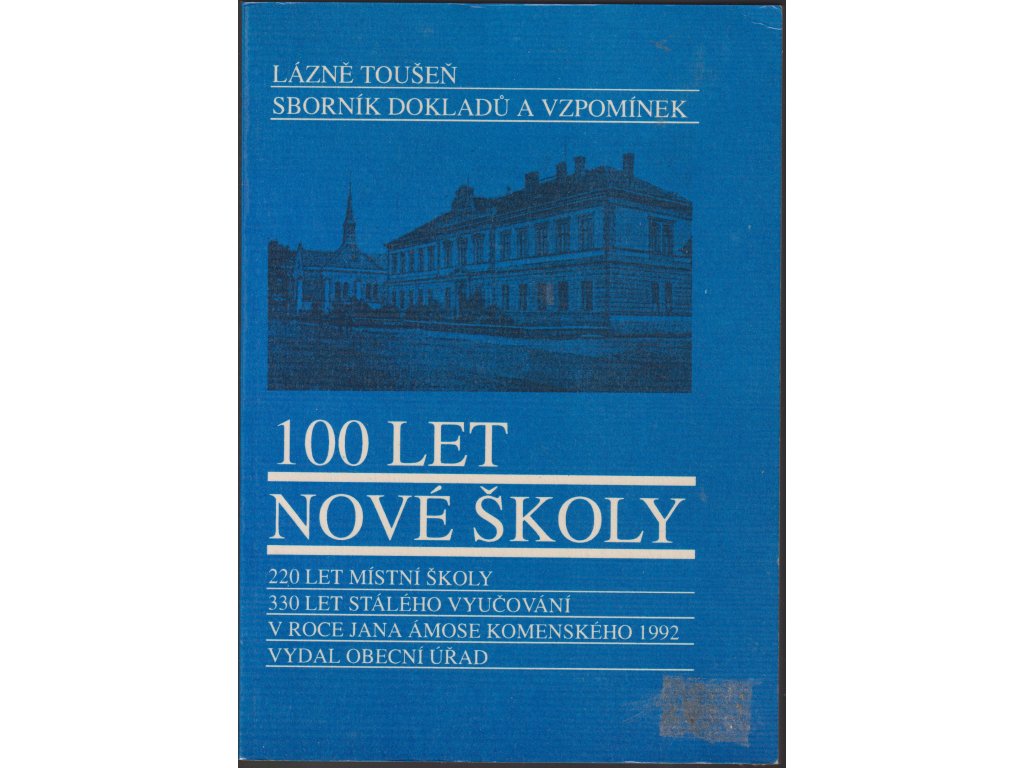 LÁZNĚ TOUŠEŇ
SBORNÍK DOKLADŮ A VZPOMÍNEK
100 LET
NOVÉ ŠKOLY
220 LET MÍSTNÍ ŠKOLY
330 LET STÁLÉHO VYUČOVÁNÍ
V ROCE JANA ÁMOSE KOMENSKÉHO 1992
VYDAL OBECNÍ ÚŘAD